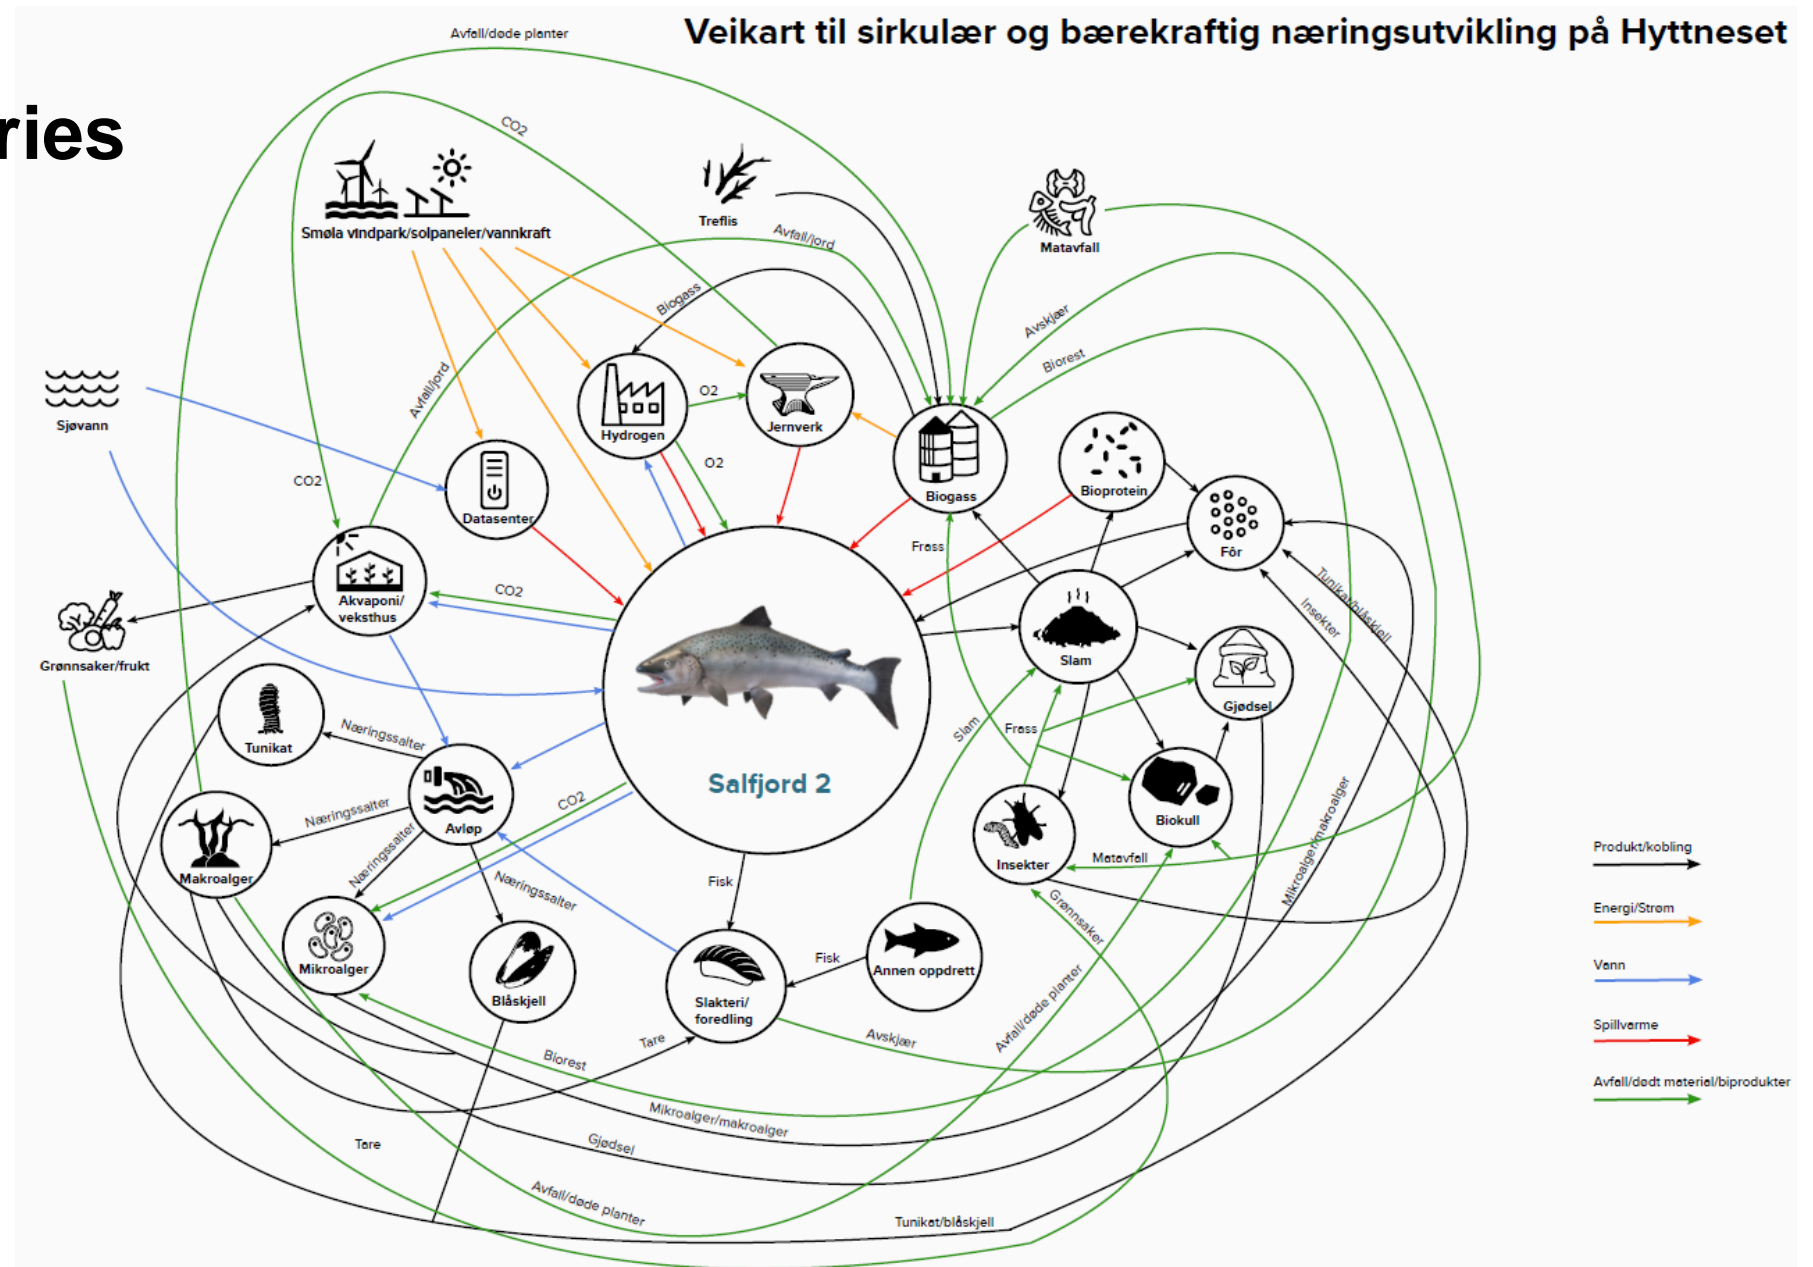 Veikart til sirkulær og bærekraftig næringsutvikling på Hyttneset
ries
Avfall/døde planter
CO2
Treflis
Matavfall
Smøla vindpark/solpaneler/vannkraft
Avfall/jord
Biogass
Avskjær
Biorest
Sjøvann
Avfall/jord
O2
Hydrogen
Jernverk
O2
CO2
Datasenter
Biogass
Bioprotein
Fôr
Frass
CO2
Akvaponi/
veksthus
Tunikat/blåskjell
Insekter
Grønnsaker/frukt
Slam
Gjødsel
Tunikat
Næringssalter
Slam
Frass
Salfjord 2
Næringssalter
CO2
Avløp
Biokull
Mikroalger/makroalger
Makroalger
Næringssalter
Næringssalter
Fisk
Insekter
Matavfall
Grønnsaker
Produkt/kobling
Energi/Strøm
Vann
Spillvarme
Avfall/dødt material/biprodukter
Mikroalger
Blåskjell
Slakteri/
foredling
Fisk
Annen oppdrett
Avfall/døde planter
Tare
Avskjær
Biorest
Mikroalger/makroalger
Gjødsel
Tare
Avfall/døde planter
Tunikat/blåskjell